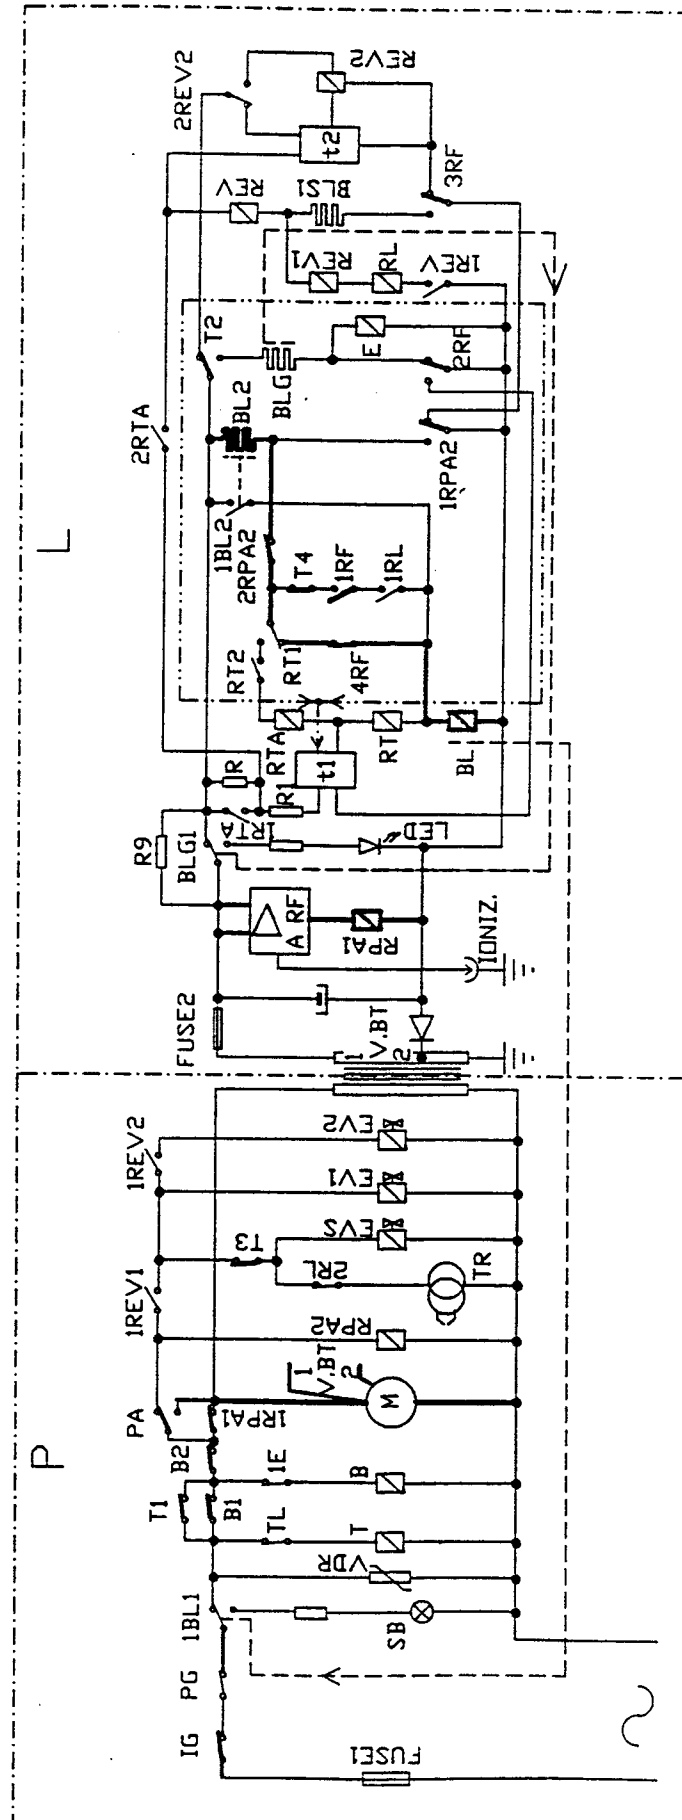 L
2REV2
REV2
t2
3RF
REV
BLS1
REV1
RL
1REV
T2
E
2RF
2RTA
BL2
BLG
1RPA2
1BL2
2RPA2
T4
1RF
1RL
RT2
RT1
4RF
RTA
t1
RT
BL
R
R1
1RTA
R9
BLG1
LED
A RF
RPA1
IONIZ.
FUSE2
1
V.BT
2
P
1REV2
EV2
EV1
EVS
T3
2RL
TR
1REV1
RPA2
1
V.BT
2
PA
1RPA1
M
B2
1E
B
T1
B1
TL
T
VDR
1BL1
SB
PG
IG
FUSE1